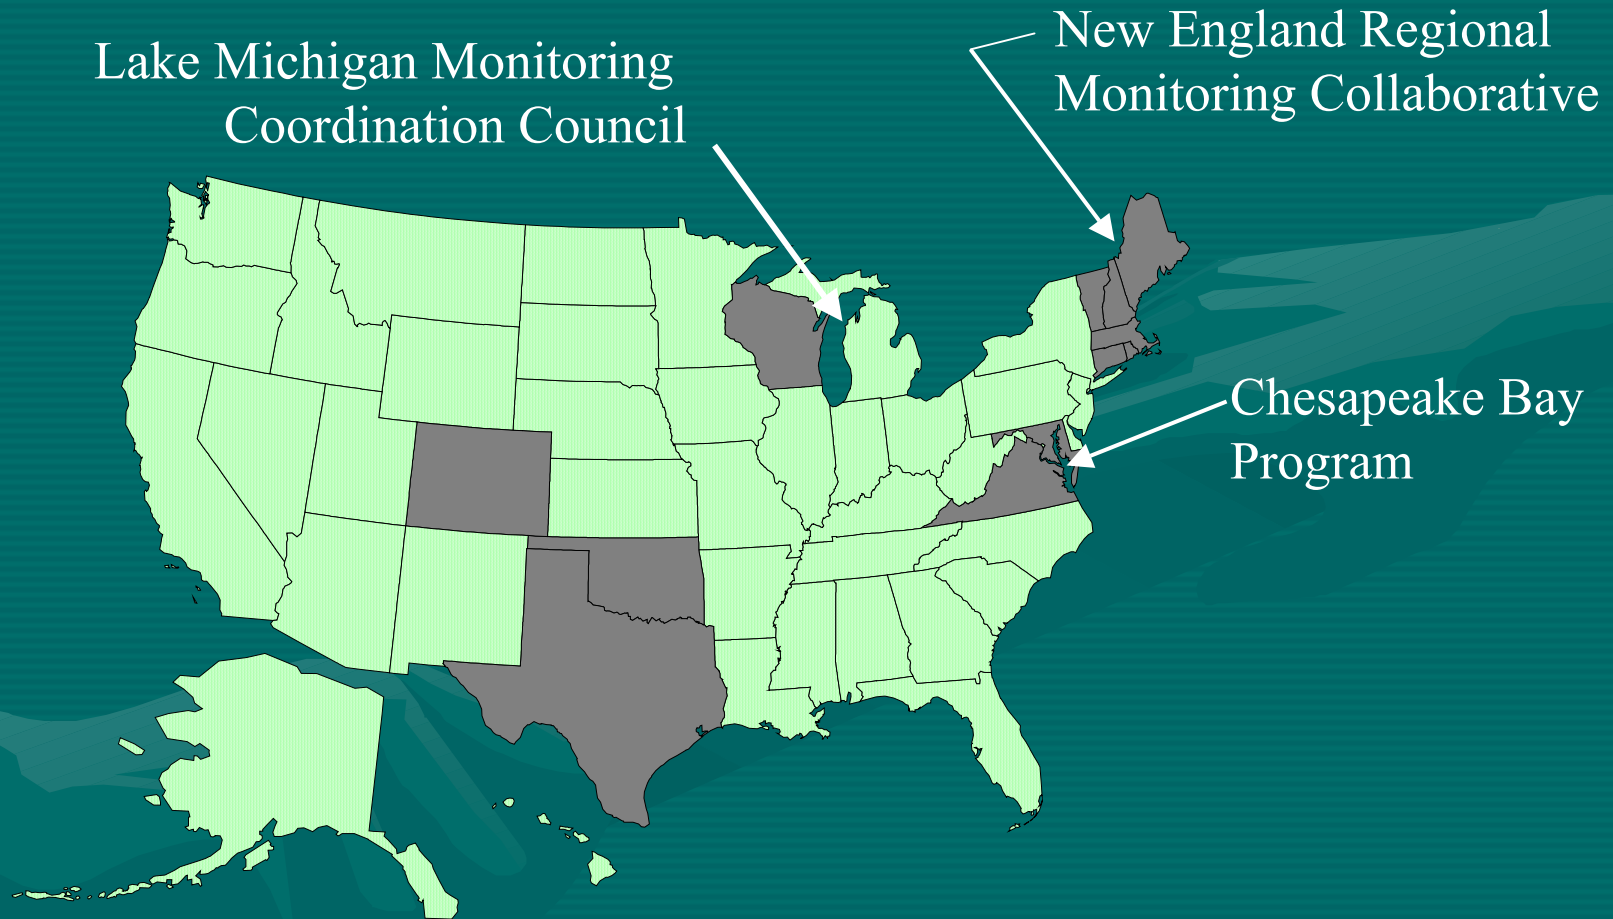 Lake Michigan Monitoring
Coordination Council
New England Regional
Monitoring Collaborative
Chesapeake Bay
Program